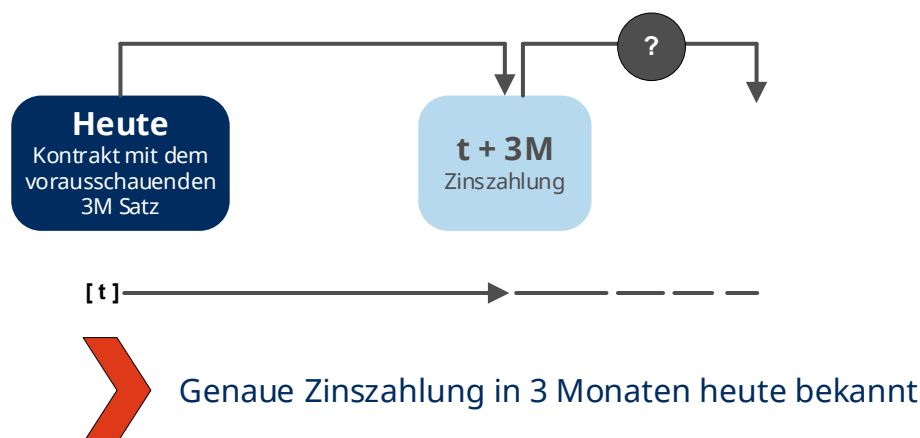 ?
Heute
Kontrakt mit dem
vorausschauenden
3M Satz
t + 3M
Zinszahlung
[ t ]
Genaue Zinszahlung in 3 Monaten heute bekannt